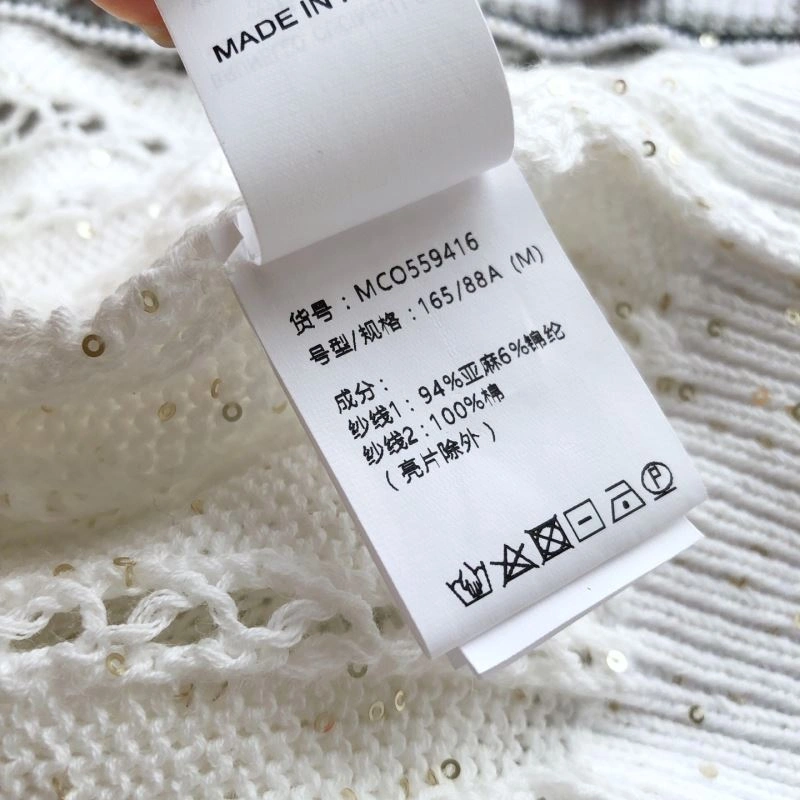 MADE IN
货号：MCO559416
号型/规格：165/88A (M)
成分：
纱线1：94%亚麻6%锦纶
纱线2：100%棉
（亮片除外）
P